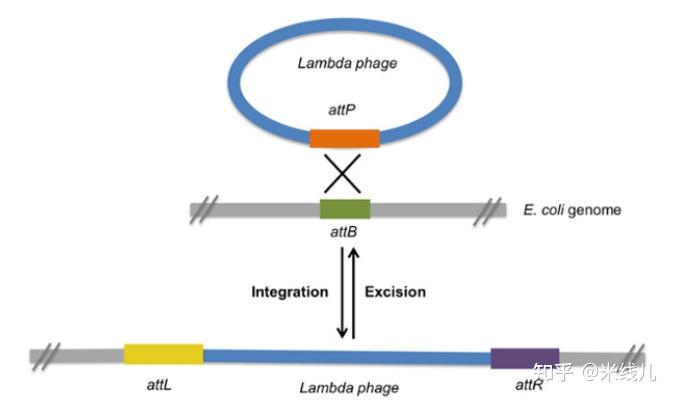 Lambda phage
attP
E. coli genome
attB
Integration
Excision
attL
Lambda phage
attR
知乎 @米线儿